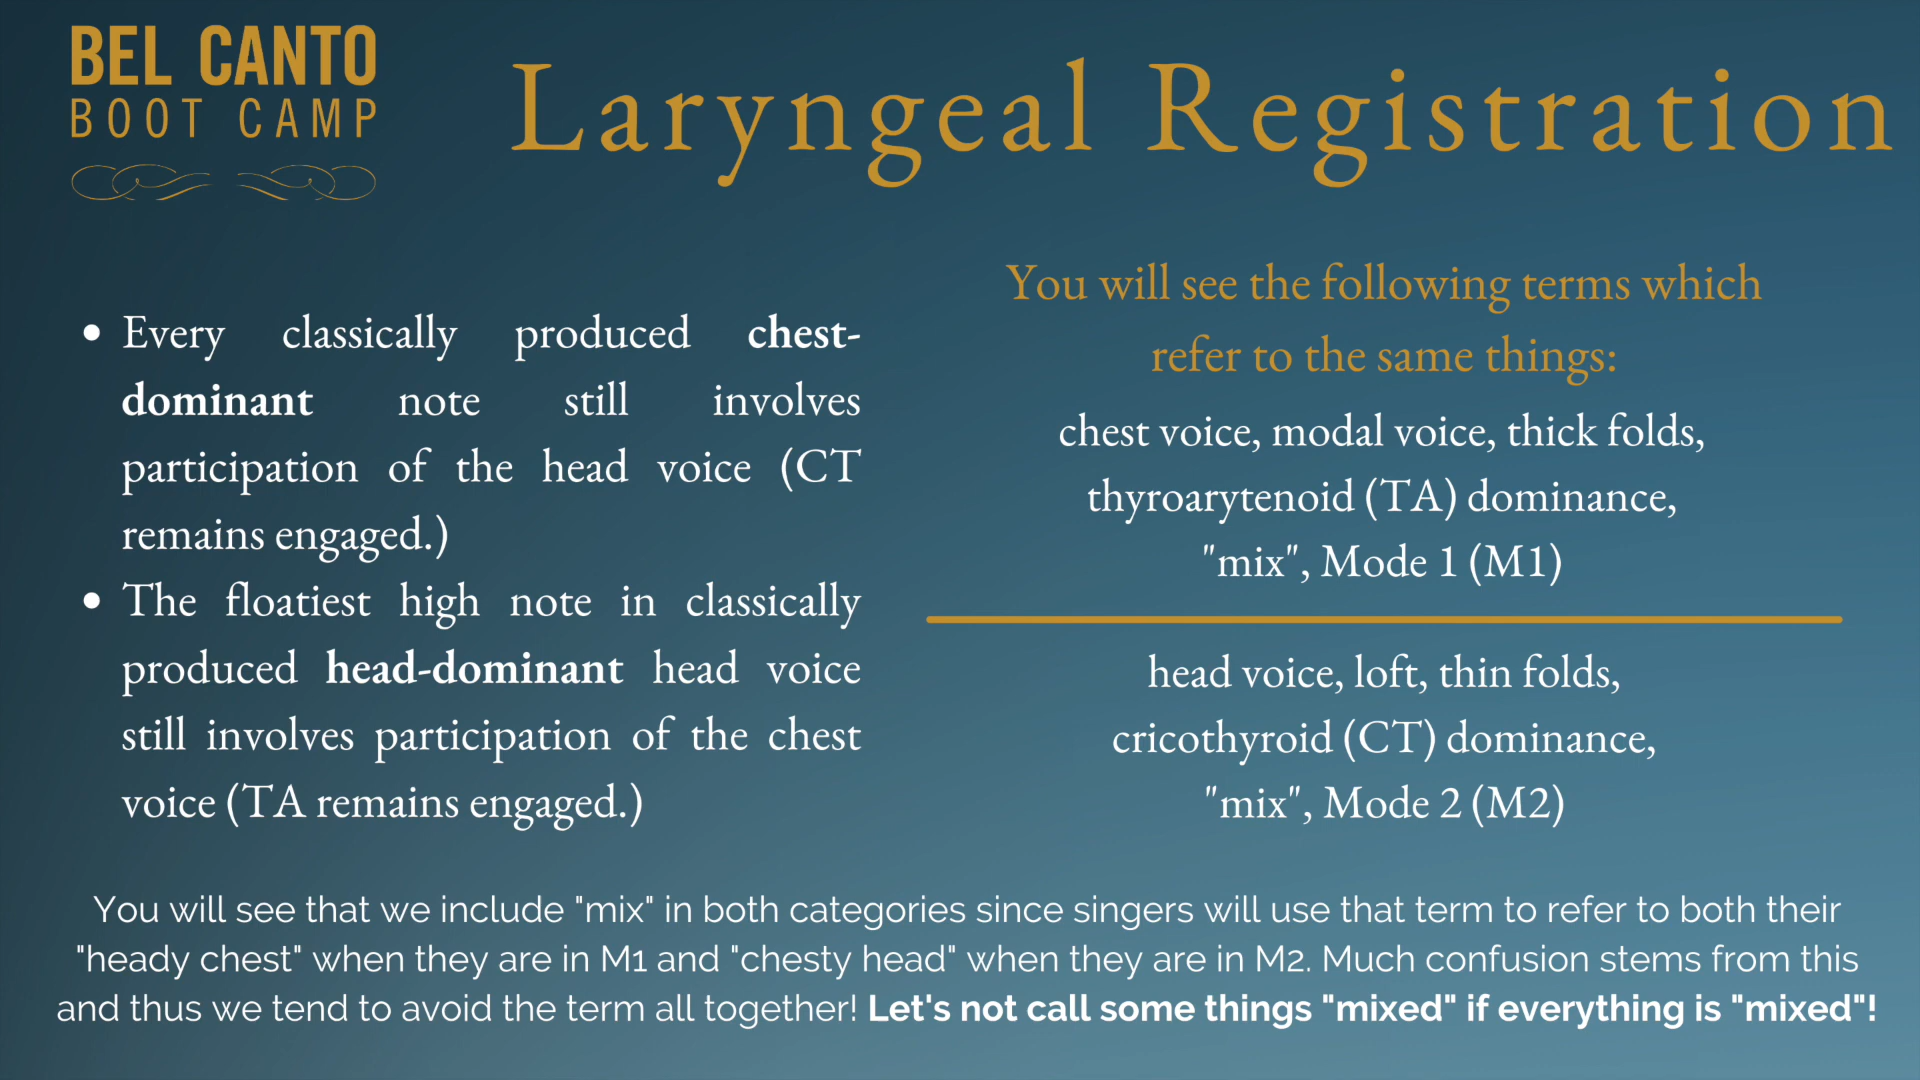 BEL CANTO
BOOT CAMP
Laryngeal Registration
• Every classically produced chest-
dominant note still involves
participation of the head voice (CT
remains engaged.)
• The floatiest high note in classically
produced head-dominant head voice
still involves participation of the chest
voice (TA remains engaged.)
You will see the following terms which
refer to the same things:
chest voice, modal voice, thick folds,
thyroarytenoid (TA) dominance,
"mix", Mode 1 (M1)
head voice, loft, thin folds,
cricothyroid (CT) dominance,
"mix", Mode 2 (M2)
You will see that we include "mix" in both categories since singers will use that term to refer to both their
"heady chest" when they are in M1 and "chesty head" when they are in M2. Much confusion stems from this
and thus we tend to avoid the term all together! Let's not call some things "mixed" if everything is "mixed"!